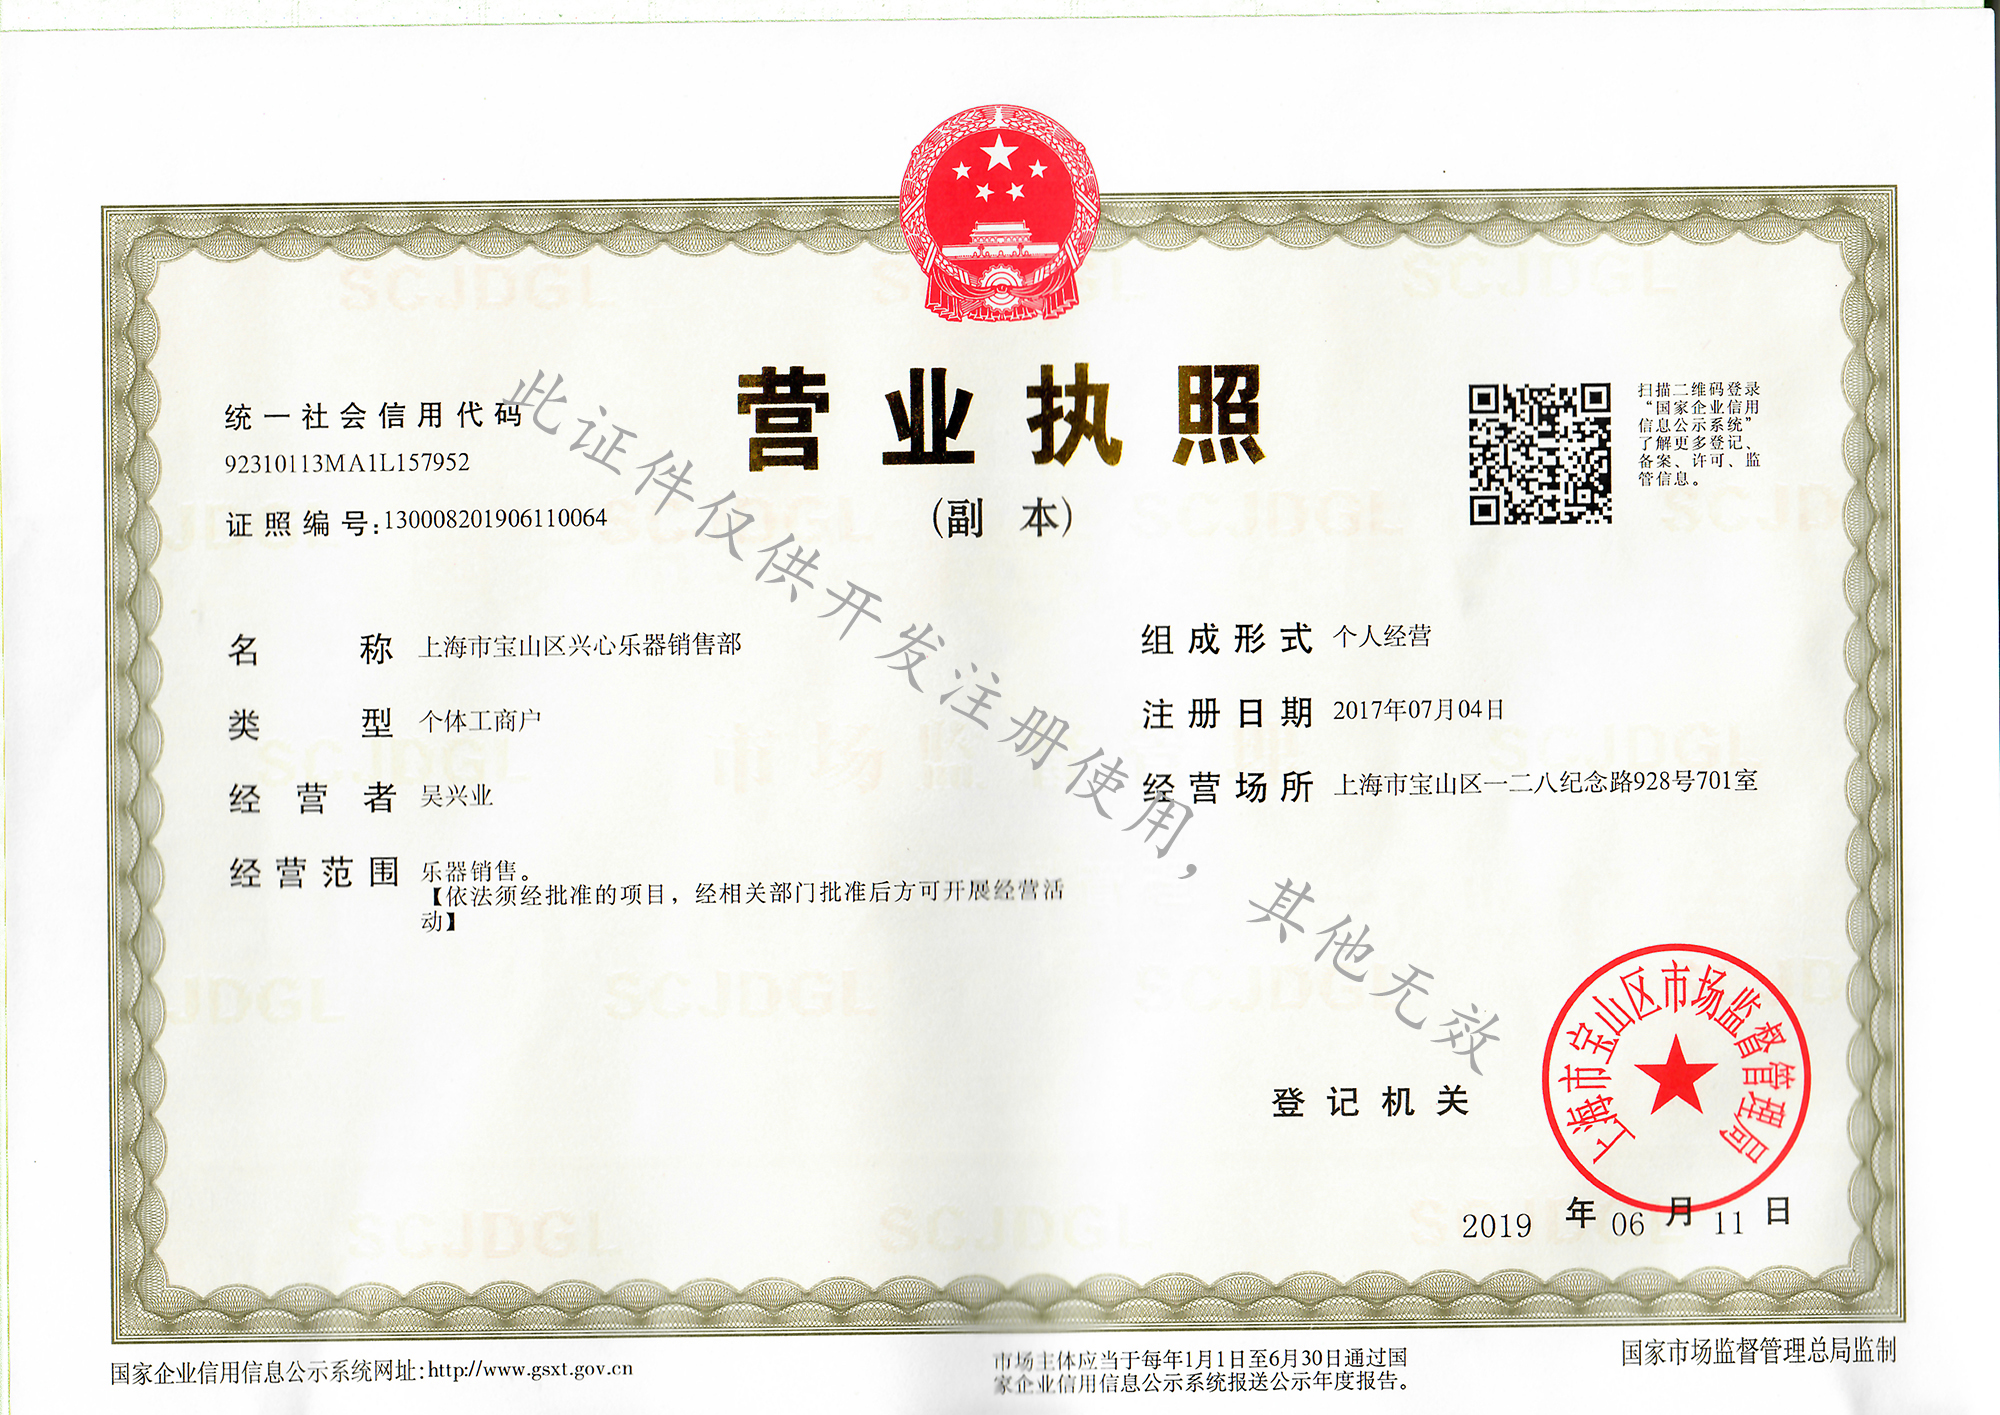 营业执照
(副 本)
统一社会信用代码
92310113MA1L157952
证照编号:13000820190611​0064
扫描二维码登录
“国家企业信用
信息公示系统”
了解更多登记、
备案、许可、监
管信息。
名 称 上海市宝山区兴心乐器销售部
类 型 个体工商户
经 营 者 吴兴业
经 营 范 围 乐器销售。
【依法须经批准的项目，经相关部门批准后方可开展经营活
动】
组 成 形 式 个人经营
注 册 日 期 2017年07月04日
经 营 场 所 上海市宝山区一二八纪念路928号701室
此证件仅供开发注册使用，其他无效
登 记 机 关
上海市宝山区市场监督管理局
2019 年 06 月 11 日
国家企业信用信息公示系统网址:http://www.gsxt.gov.cn
市场主体应当于每年1月1日至6月30日通过国
家企业信用信息公示系统报送公示年度报告。
国家市场监督管理总局监制
SCJDGL